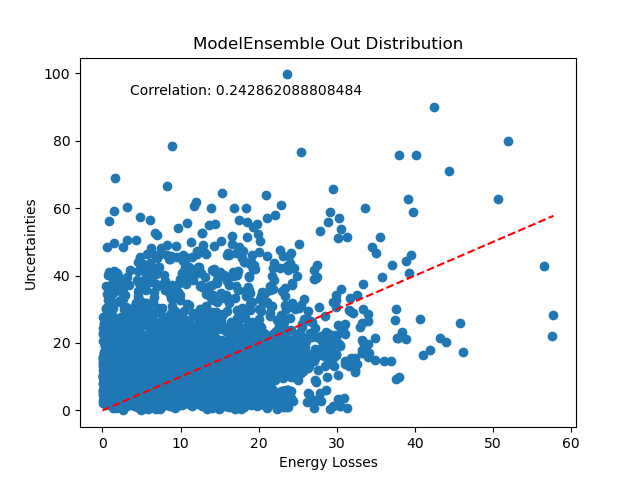 ModelEnsemble Out Distribution
Correlation: 0.242862088808484
Uncertainties
100
80
60
40
20
0
0 10 20 30 40 50 60
Energy Losses